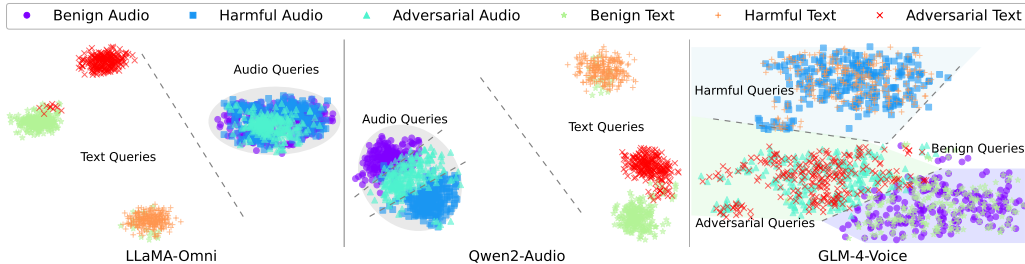 Benign Audio Harmful Audio Adversarial Audio Benign Text Harmful Text Adversarial Text
Audio Queries
Text Queries
LLaMA-Omni
Audio Queries
Text Queries
Qwen2-Audio
Harmful Queries
Benign Queries
Adversarial Queries
GLM-4-Voice